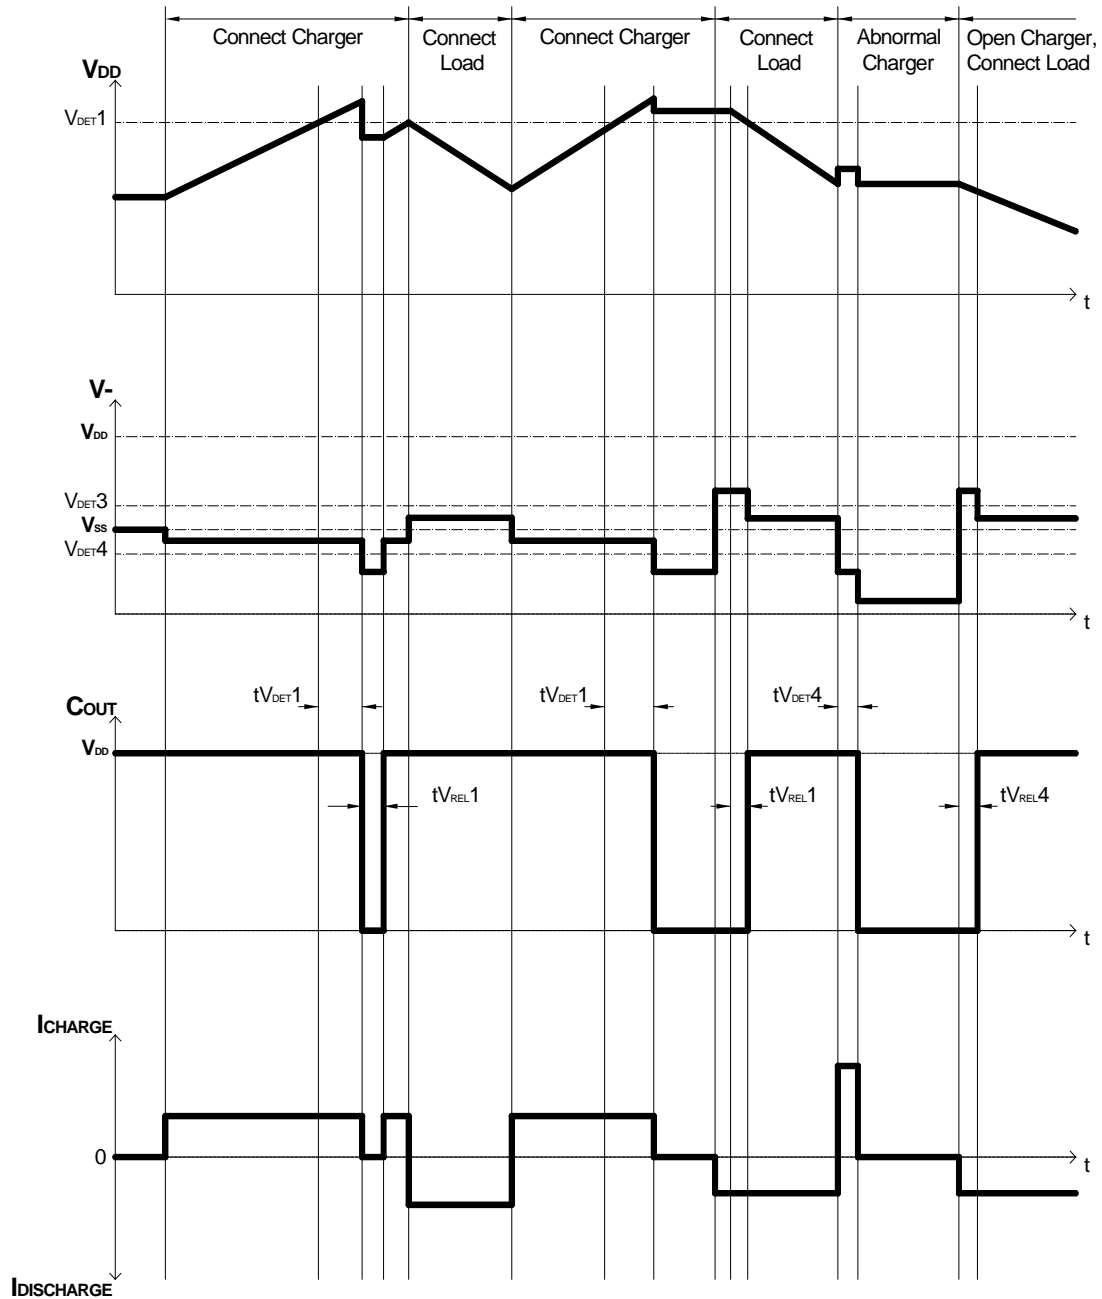 Connect Charger
Connect
Load
Connect Charger
Connect
Load
Abnormal
Charger
Open Charger,
Connect Load
VDD
VDET1
t
V-
VDD
VDET3
VSS
VDET4
t
tVDET1
tVDET1
tVDET4
COUT
VDD
tVREL1
tVREL1
tVREL4
t
ICHARGE
0
t
IDISCHARGE